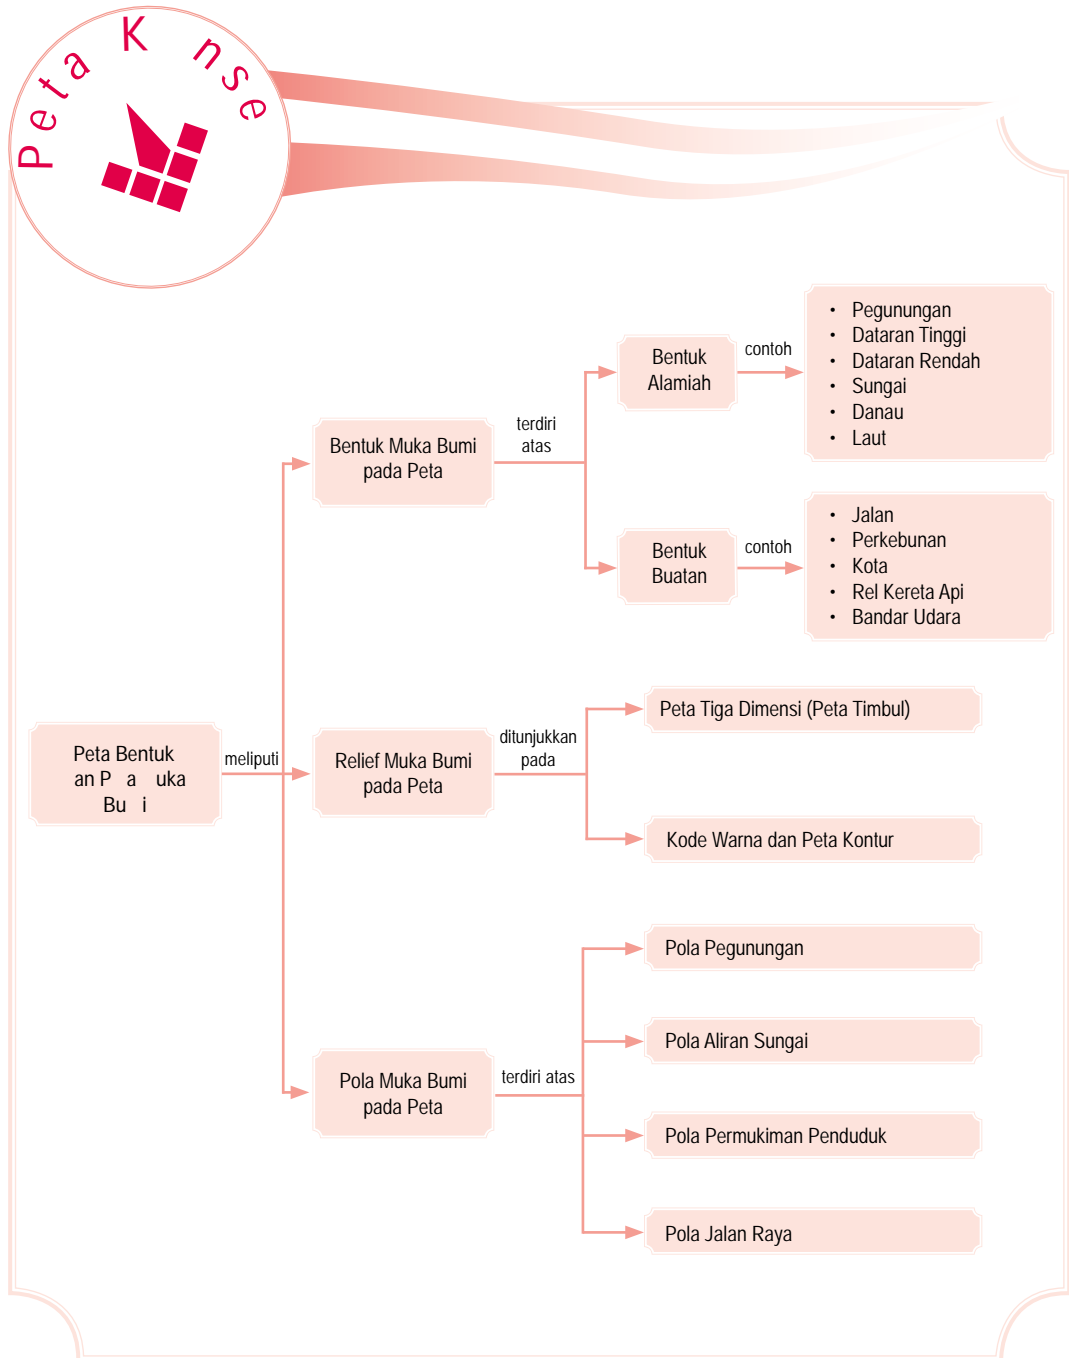 Peta K nse
Bentuk
Alamiah
contoh
• Pegunungan
• Dataran Tinggi
• Dataran Rendah
• Sungai
• Danau
• Laut
Bentuk Muka Bumi
pada Peta
terdiri
atas
Bentuk
Buatan
contoh
• Jalan
• Perkebunan
• Kota
• Rel Kereta Api
• Bandar Udara
Peta Bentuk
an P a uka
Bu i
meliputi
Relief Muka Bumi
pada Peta
ditunjukkan
pada
Peta Tiga Dimensi (Peta Timbul)
Kode Warna dan Peta Kontur
Pola Muka Bumi
pada Peta
terdiri atas
Pola Pegunungan
Pola Aliran Sungai
Pola Permukiman Penduduk
Pola Jalan Raya